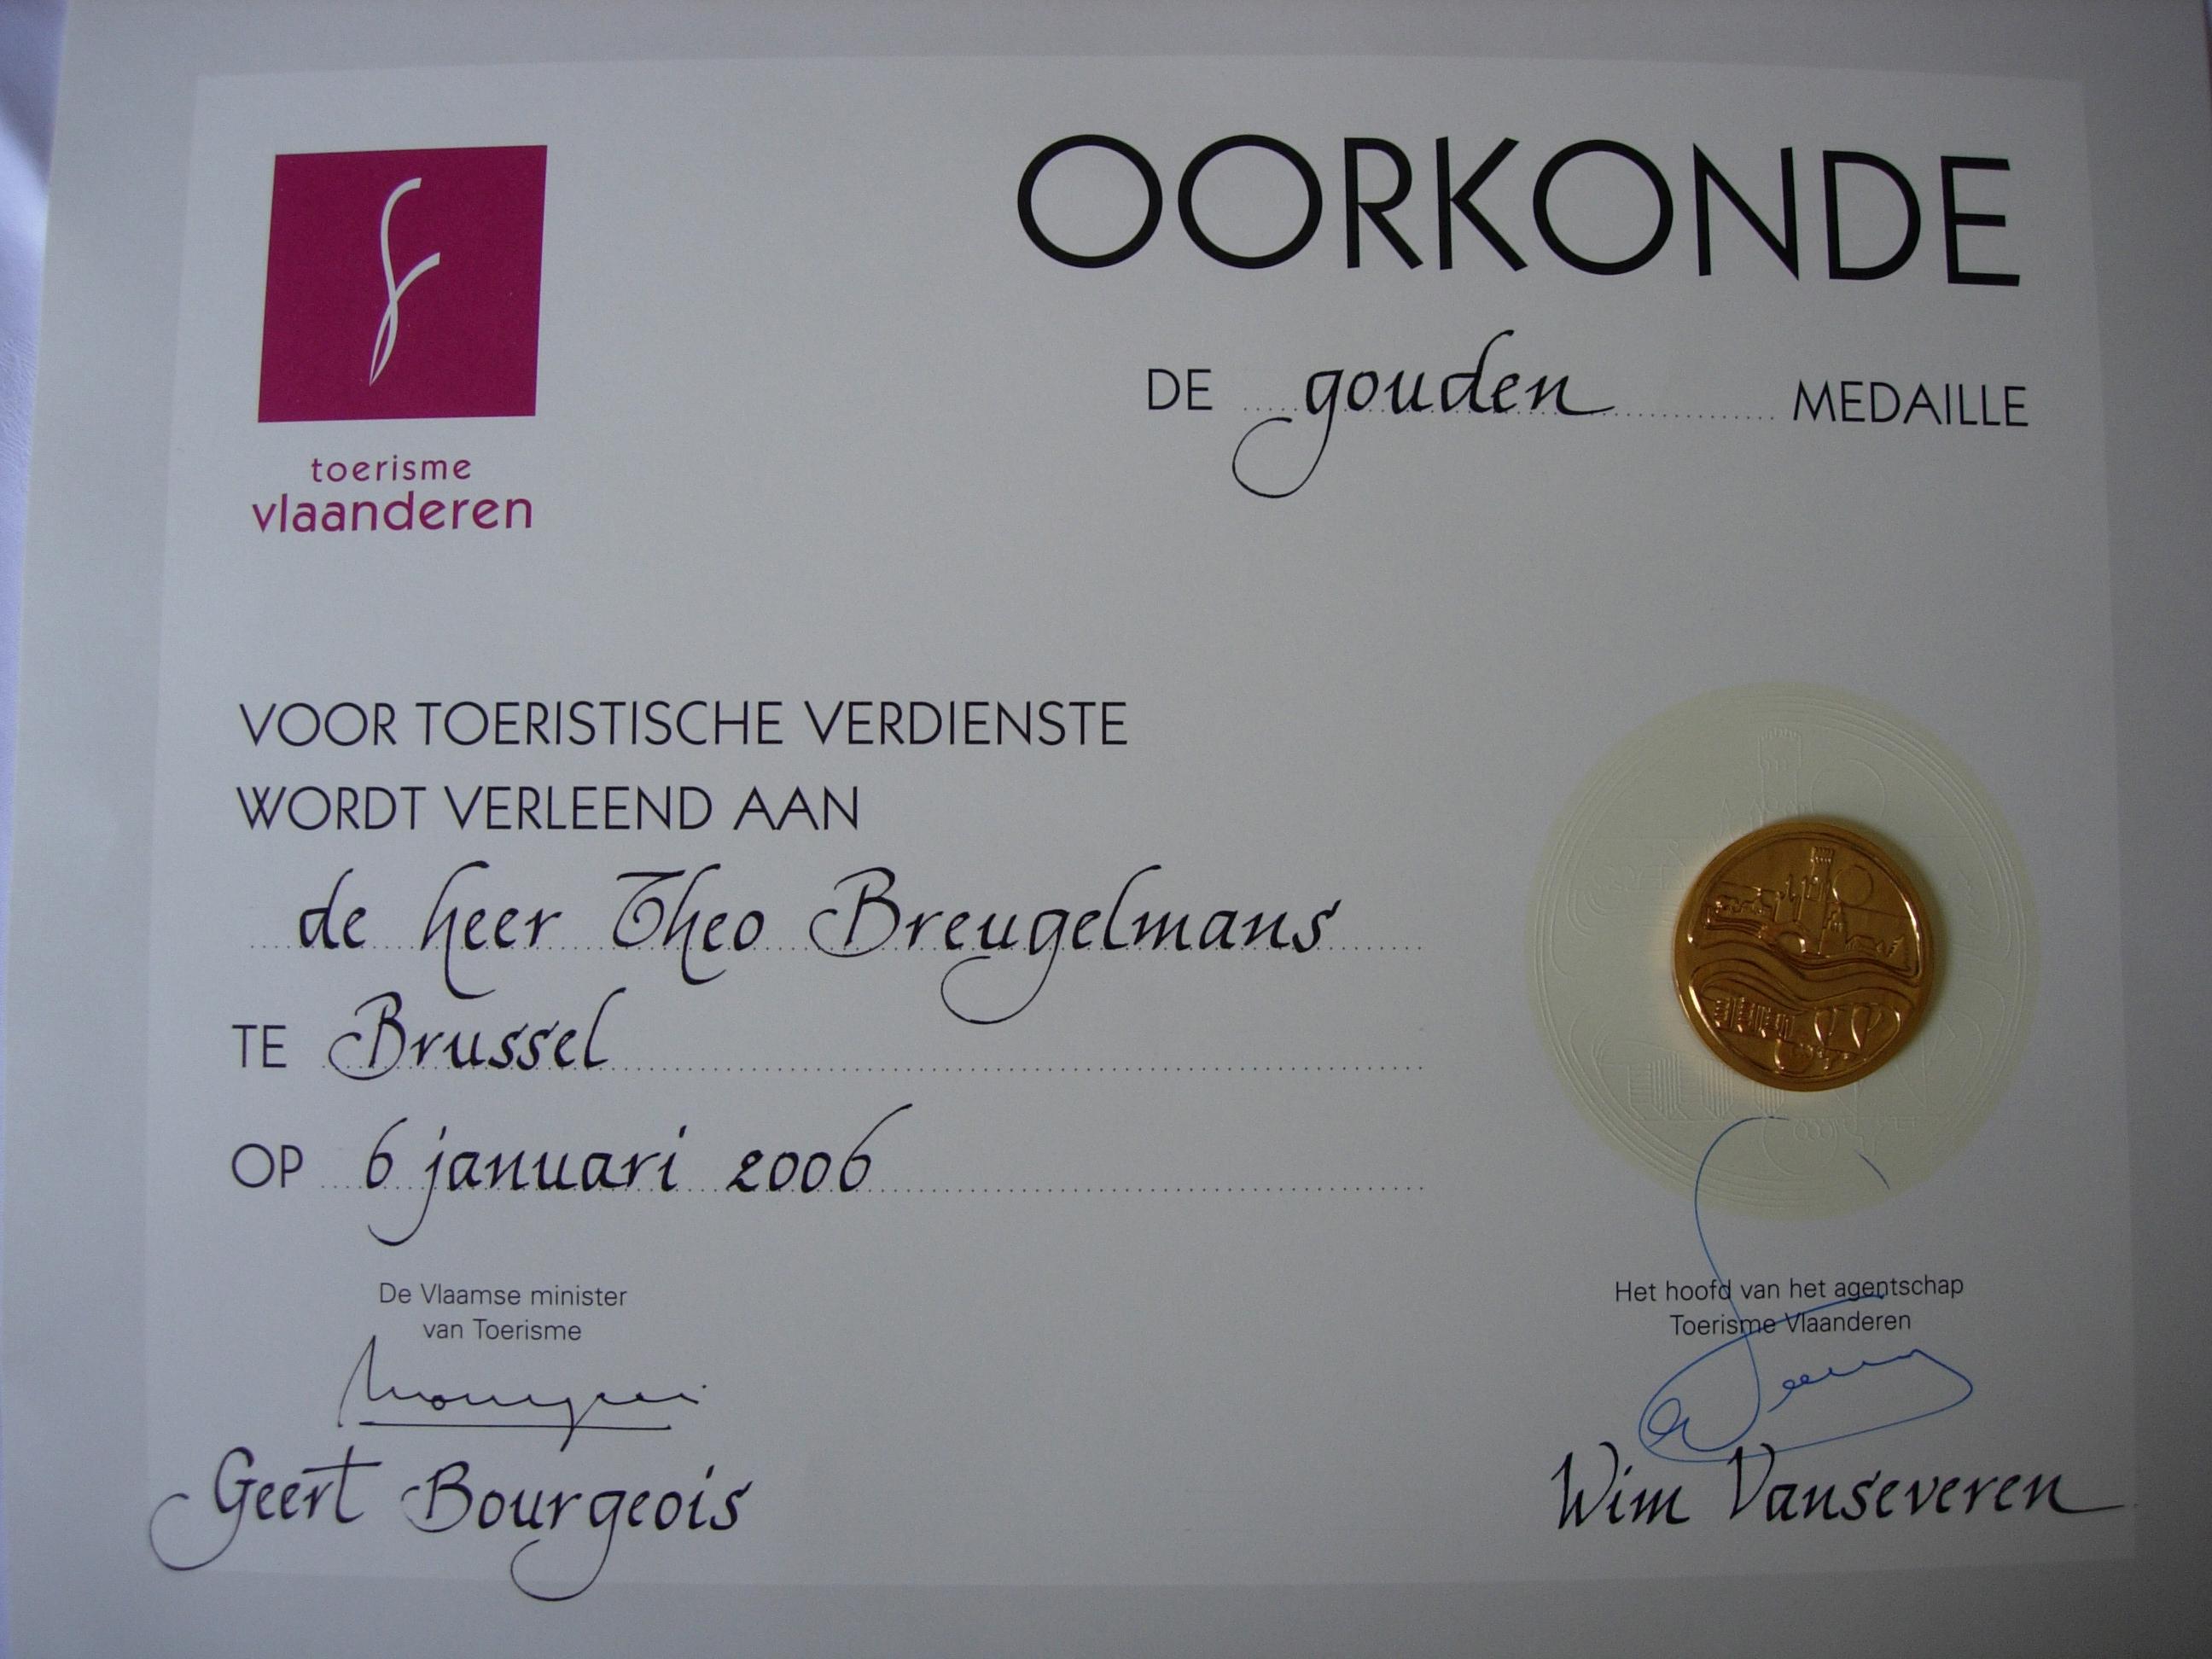 OORKONDE
DE gouden MEDAILLE
toerisme
vlaanderen
VOOR TOERISTISCHE VERDIENSTE
WORDT VERLEEND AAN
de heer Theo Breugelmans
TE Brussel
OP 6 januari 2006
De Vlaamse minister
van Toerisme
Geert Bourgeois
Het hoofd van het agentschap
Toerisme Vlaanderen
Wim Vanseveren